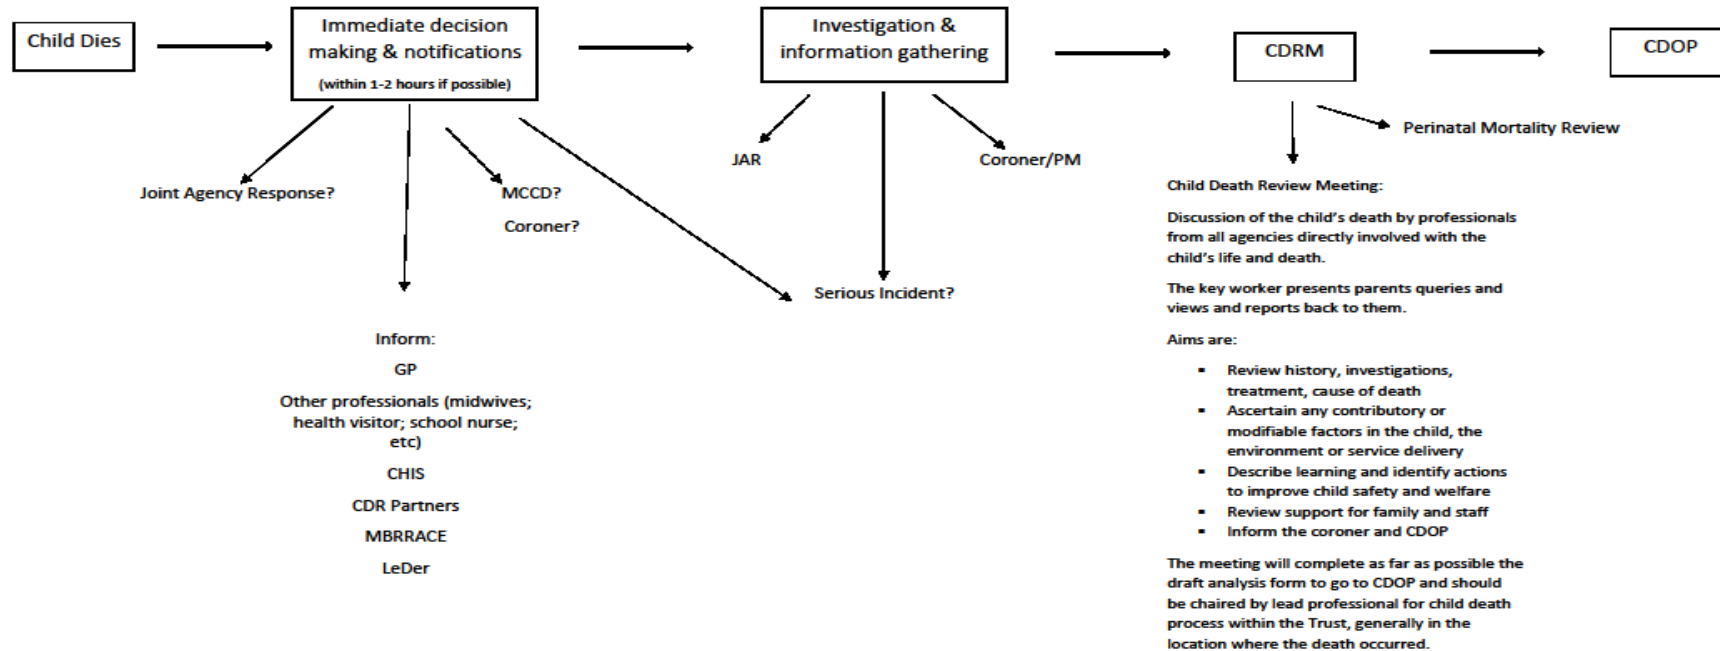 Child Dies
Immediate decision
making & notifications
(within 1-2 hours if possible)
Investigation &
information gathering
CDRM
CDOP
Joint Agency Response?
MCCD?
Coroner?
Serious Incident?
JAR
Coroner/PM
Perinatal Mortality Review
Inform:
GP
Other professionals (midwives;
health visitor; school nurse;
etc)
CHIS
CDR Partners
MBRRACE
LeDer
Child Death Review Meeting:
Discussion of the child's death by professionals
from all agencies directly involved with the
child's life and death.
The key worker presents parents queries and
views and reports back to them.
Aims are:
▪ Review history, investigations,
treatment, cause of death
▪ Ascertain any contributory or
modifiable factors in the child, the
environment or service delivery
▪ Describe learning and identify actions
to improve child safety and welfare
▪ Review support for family and staff
▪ Inform the coroner and CDOP
The meeting will complete as far as possible the
draft analysis form to go to CDOP and should
be chaired by lead professional for child death
process within the Trust, generally in the
location where the death occurred.